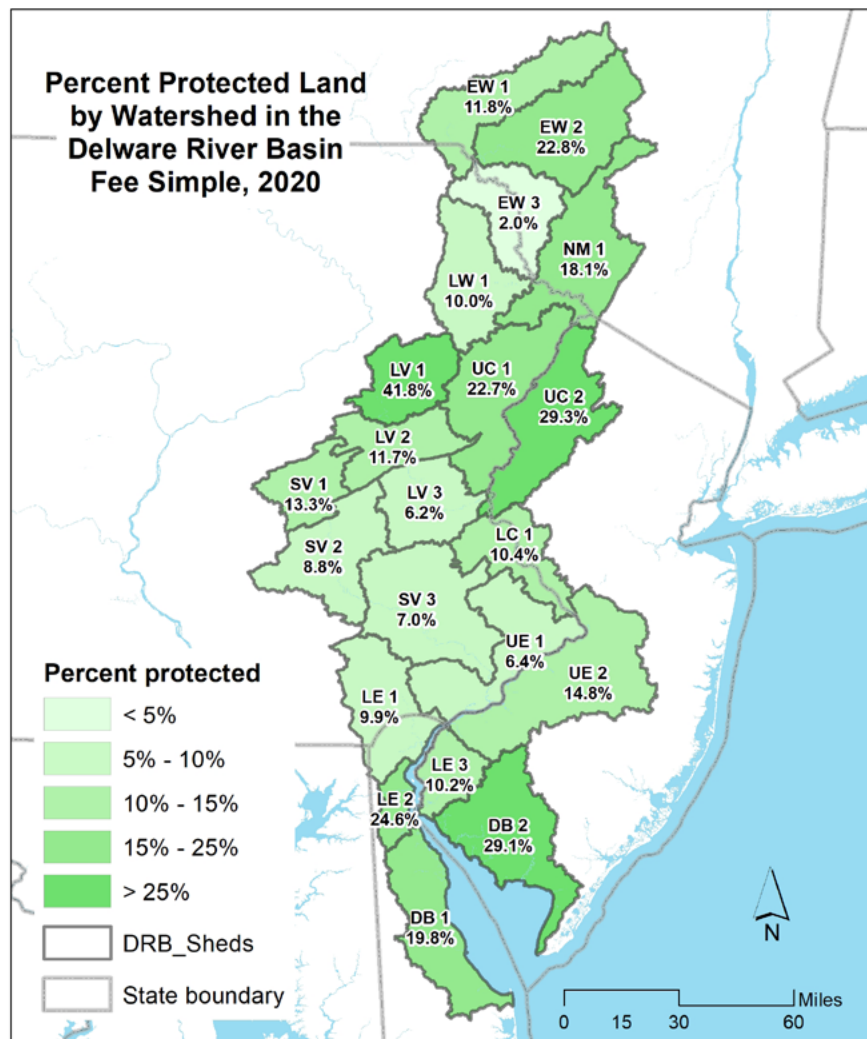 Percent Protected Land
by Watershed in the
Delware River Basin
Fee Simple, 2020
EW 1
11.8%
EW 2
22.8%
EW 3
2.0%
NM 1
18.1%
LW 1
10.0%
LV 1
41.8%
UC 1
22.7%
UC 2
29.3%
LV 2
11.7%
SV 1
13.3%
LV 3
6.2%
LC 1
10.4%
SV 2
8.8%
SV 3
7.0%
UE 1
6.4%
UE 2
14.8%
LE 1
9.9%
LE 3
10.2%
LE 2
24.6%
DB 2
29.1%
DB 1
19.8%
Percent protected
< 5%
5% - 10%
10% - 15%
15% - 25%
> 25%
DRB_Sheds
State boundary
N
Miles
0 15 30 60